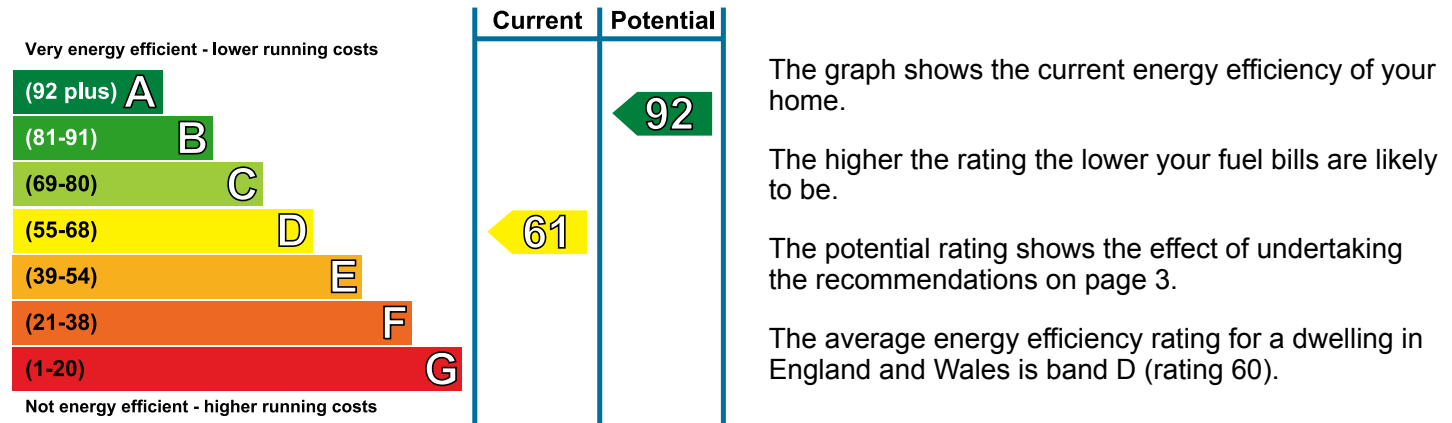 Current Potential
Very energy efficient - lower running costs
(92 plus) A
(81-91) B
(69-80) C
(55-68) D
(39-54) E
(21-38) F
(1-20) G
Not energy efficient - higher running costs
61
92
The graph shows the current energy efficiency of your
home.
The higher the rating the lower your fuel bills are likely
to be.
The potential rating shows the effect of undertaking
the recommendations on page 3.
The average energy efficiency rating for a dwelling in
England and Wales is band D (rating 60).